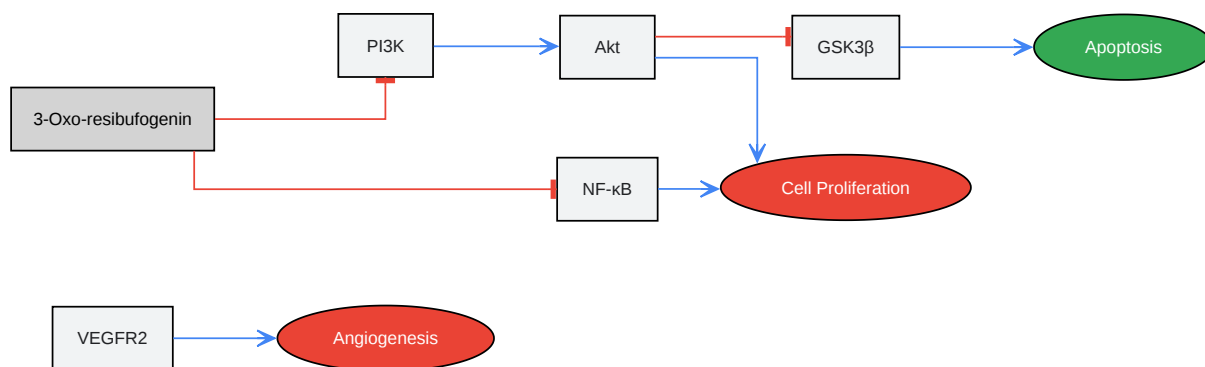 PI3K
Akt
GSK3β
Apoptosis
3-Oxo-resibufogenin
NF-κB
Cell Proliferation
VEGFR2
Angiogenesis